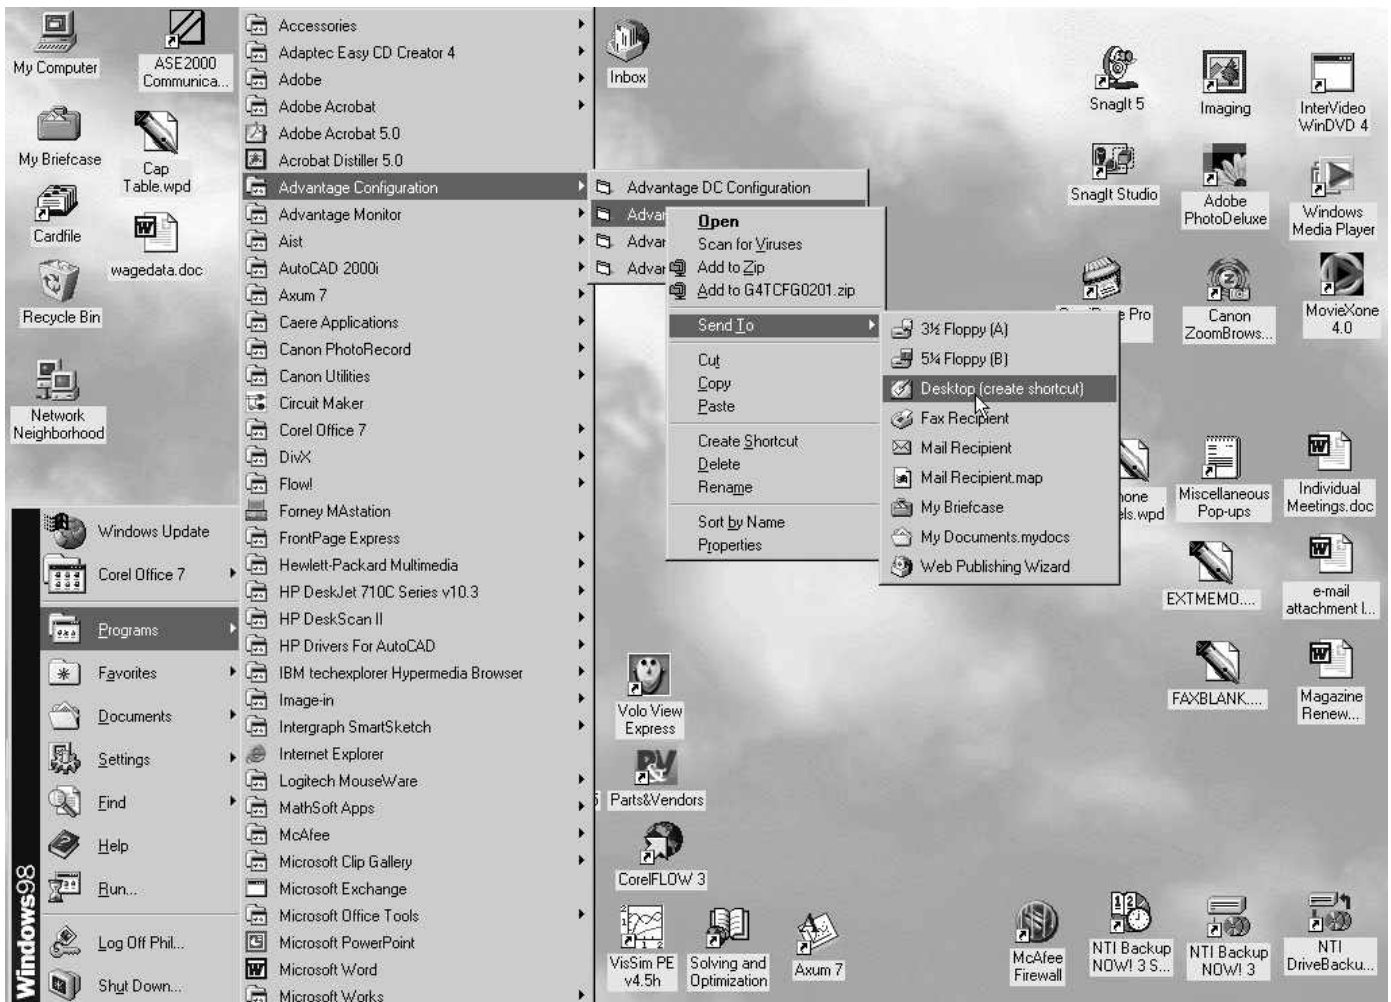 My Computer
ASE2000
Communica...
My Briefcase
Cap
Table.wpd
Cardfile
wagedata.doc
Recycle Bin
Network
Neighborhood
Windows98
Windows Update
Corel Office 7
Programs
Favorites
Documents
Settings
Find
Help
Run...
Log Off Phil...
Shut Down...
Accessories
Adaptec Easy CD Creator 4
Adobe
Adobe Acrobat
Adobe Acrobat 5.0
Acrobat Distiller 5.0
Advantage Configuration
Advantage Monitor
Aist
AutoCAD 2000i
Axum 7
Caere Applications
Canon PhotoRecord
Canon Utilities
Circuit Maker
Corel Office 7
DivX
Flow!
Forney MAstation
FrontPage Express
Hewlett-Packard Multimedia
HP DeskJet 710C Series v10.3
HP DeskScan II
HP Drivers For AutoCAD
IBM techexplorer Hypermedia Browser
Image-in
Intergraph SmartSketch
Internet Explorer
Logitech MouseWare
MathSoft Apps
McAfee
Microsoft Clip Gallery
Microsoft Exchange
Microsoft Office Tools
Microsoft PowerPoint
Microsoft Word
Microsoft Works
Advantage DC Configuration
Advar
Advar
Advar
Open
Scan for Viruses
Add to Zip
Add to G4TCFG0201.zip
Send To
Cut
Copy
Paste
Create Shortcut
Delete
Rename
Sort by Name
Properties
3½ Floppy (A)
5¼ Floppy (B)
Desktop (create shortcut)
Fax Recipient
Mail Recipient
Mail Recipient.map
My Briefcase
My Documents.mydocs
Web Publishing Wizard
Inbox
SnagIt 5
Imaging
InterVideo
WinDVD 4
SnagIt Studio
Adobe
PhotoDeluxe
Windows
Media Player
Pro
Canon
ZoomBrows...
MovieXone
4.0
Miscellaneous
Pop-ups
Individual
Meetings.doc
EXTMEMO....
e-mail
attachment l...
FAXBLANK....
Magazine
Renew...
Volo View
Express
Parts&Vendors
CorelFLOW 3
VisSim PE
v4.5h
Solving and
Optimization
Axum 7
McAfee
Firewall
NTI Backup
NOW! 3 S...
NTI Backup
NOW! 3
NTI
DriveBacku...